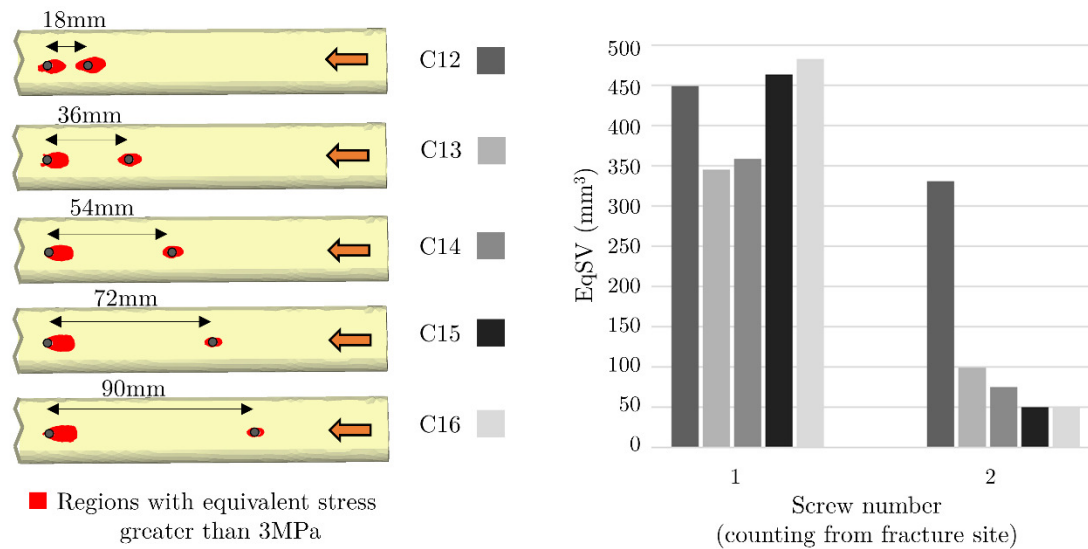 18mm
36mm
54mm
72mm
90mm
C12
C13
C14
C15
C16
Regions with equivalent stress
greater than 3MPa
EqSV (mm³)
500
450
400
350
300
250
200
150
100
50
0
1
2
Screw number
(counting from fracture site)